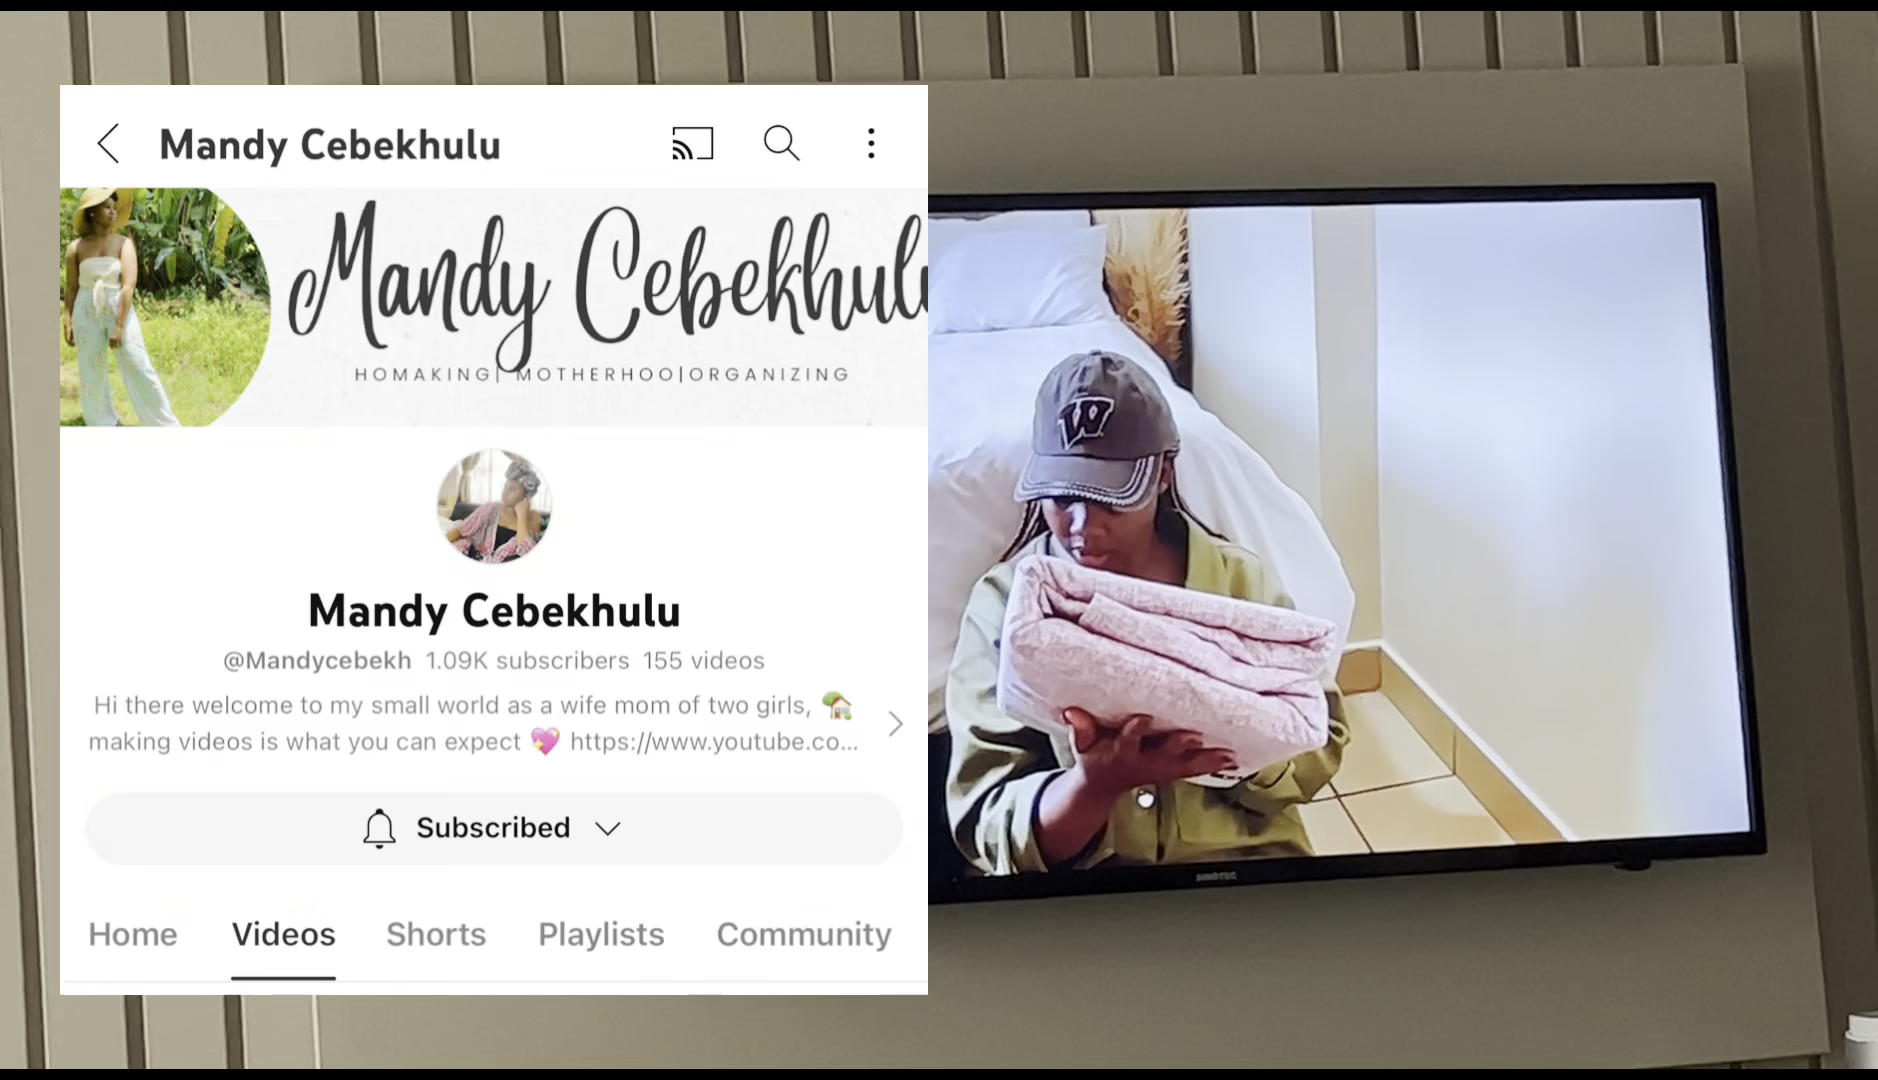 Mandy Cebekhulu
Mandy Cebekhulu
HOMAKING| MOTHERHOO|ORGANIZING
Mandy Cebekhulu
@Mandycebekh 1.09K subscribers 155 videos
Hi there welcome to my small world as a wife mom of two girls, 🏡
making videos is what you can expect 💖 https://www.youtube.co...
Subscribed
Home Videos Shorts Playlists Community
W
SINOTEC